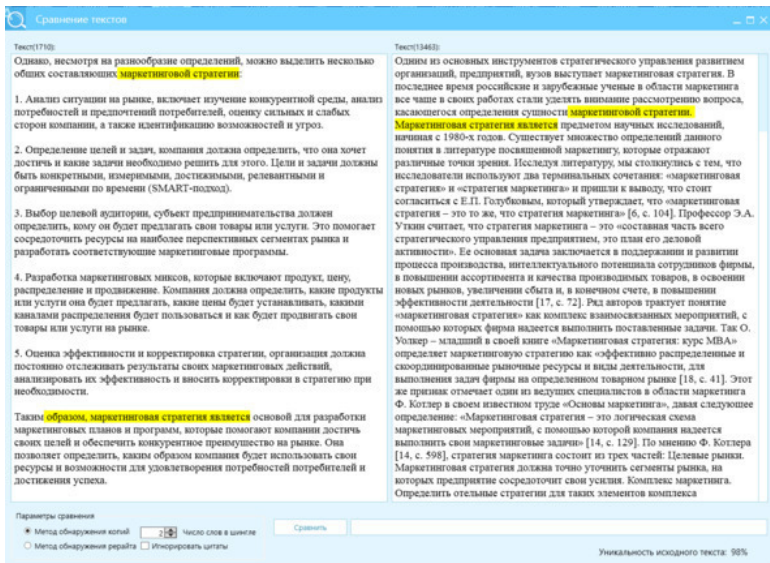 Сравнение текстов
Текст(1710):
Однако, несмотря на разнообразие определений, можно выделить несколько
общих составляющих маркетинговой стратегии:
1. Анализ ситуации на рынке, включает изучение конкурентной среды, анализ
потребностей и предпочтений потребителей, оценку сильных и слабых
сторон компании, а также идентификацию возможностей и угроз.
2. Определение целей и задач, компания должна определить, что она хочет
достичь и какие задачи необходимо решить для этого. Цели и задачи должны
быть конкретными, измеримыми, достижимыми, релевантными и
ограниченными по времени (SMART-подход).
3. Выбор целевой аудитории, субъект предпринимательства должен
определить, кому он будет предлагать свои товары или услуги. Это помогает
сосредоточить ресурсы на наиболее перспективных сегментах рынка и
разработать соответствующие маркетинговые программы.
4. Разработка маркетинговых миксов, которые включают продукт, цену,
распределение и продвижение. Компания должна определить, какие продукты
или услуги она будет предлагать, какие цены будет устанавливать, какими
каналами распределения будет пользоваться и как будет продвигать свои
товары или услуги на рынке.
5. Оценка эффективности и корректировка стратегии, организация должна
постоянно отслеживать результаты своих маркетинговых действий,
анализировать их эффективность и вносить корректировки в стратегию при
необходимости.
Таким образом, маркетинговая стратегия является основой для разработки
маркетинговых планов и программ, которые помогают компании достичь
своих целей и обеспечить конкурентное преимущество на рынке. Она
позволяет определить, каким образом компания будет использовать свои
ресурсы и возможности для удовлетворения потребностей потребителей и
достижения успеха.
Текст(13463):
Одним из основных инструментов стратегического управления развитием
организаций, предприятий, вузов выступает маркетинговая стратегия. В
последнее время российские и зарубежные ученые в области маркетинга
все чаще в своих работах стали уделять внимание рассмотрению вопроса,
касающегося определения сущности маркетинговой стратегии.
Маркетинговая стратегия является предметом научных исследований,
начиная с 1980-х годов. Существует множество определений данного
понятия в литературе посвященной маркетингу, которые отражают
различные точки зрения. Исследуя литературу, мы столкнулись с тем, что
исследователи используют два терминальных сочетания: «маркетинговая
стратегия» и «стратегия маркетинга» и пришли к выводу, что стоит
согласиться с Е.П. Голубковым, который утверждает, что «маркетинговая
стратегия – это то же, что стратегия маркетинга» [6, с. 104]. Профессор Э.А.
Уткин считает, что стратегия маркетинга – это «составная часть всего
стратегического управления предприятием, это план его деловой
активности». Ее основная задача заключается в поддержании и развитии
процесса производства, интеллектуального потенциала сотрудников фирмы,
в повышении ассортимента и качества производимых товаров, в освоении
новых рынков, увеличении сбыта и, в конечном счете, в повышении
эффективности деятельности [17, с. 72]. Ряд авторов трактует понятие
«маркетинговая стратегия» как комплекс взаимосвязанных мероприятий, с
помощью которых фирма надеется выполнить поставленные задачи. Так О.
Уолкер – младший в своей книге «Маркетинговая стратегия: курс МВА»
определяет маркетинговую стратегию как «эффективно распределенные и
скоординированные рыночные ресурсы и виды деятельности, для
выполнения задач фирмы на определенном товарном рынке [18, с. 41]. Этот
же признак отмечает один из ведущих специалистов в области маркетинга
Ф. Котлер в своем известном труде «Основы маркетинга», давая следующее
определение: «Маркетинговая стратегия – это логическая схема
маркетинговых мероприятий, с помощью которой компания надеется
выполнить свои маркетинговые задачи» [14, с. 129]. По мнению Ф. Котлера
[14, с. 598], стратегия маркетинга состоит из трех частей: Целевые рынки.
Маркетинговая стратегия должна точно уточнить сегменты рынка, на
которых предприятие сосредоточит свои усилия. Комплекс маркетинга.
Определить отельные стратегии для таких элементов комплекса
Параметры сравнения
Метод обнаружения копий 2 Число слов в шингле
Метод обнаружения рерайта Игнорировать цитаты
Сравнить
Уникальность исходного текста: 98%